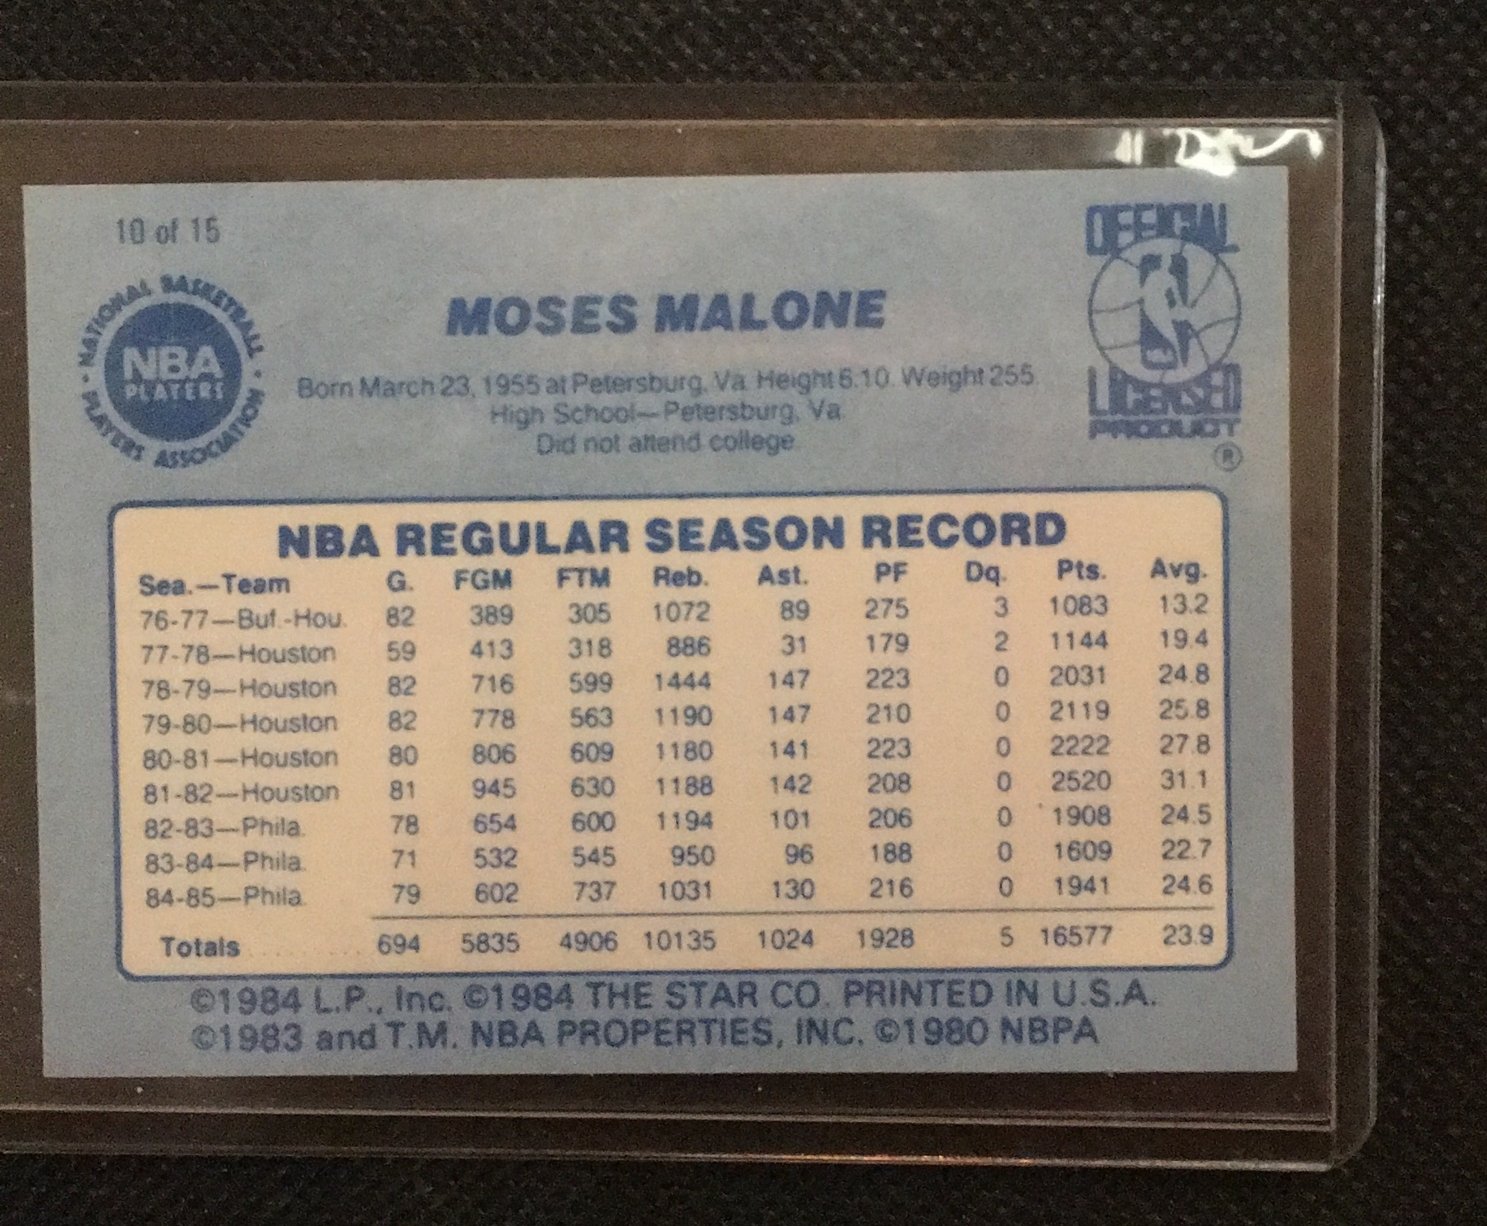 10 of 15
NATIONAL BASKETBALL
NBA
PLAYERS
PLAYERS ASSOCIATION
OFFICIAL
LICENSED
PRODUCT
®
MOSES MALONE
Born March 23, 1955 at Petersburg, Va. Height 6.10. Weight 255.
High School—Petersburg, Va.
Did not attend college.
NBA REGULAR SEASON RECORD
Sea.—Team G. FGM FTM Reb. Ast. PF Dq. Pts. Avg.
76-77—Buf.-Hou. 82 389 305 1072 89 275 3 1083 13.2
77-78—Houston 59 413 318 886 31 179 2 1144 19.4
78-79—Houston 82 716 599 1444 147 223 0 2031 24.8
79-80—Houston 82 778 563 1190 147 210 0 2119 25.8
80-81—Houston 80 806 609 1180 141 223 0 2222 27.8
81-82—Houston 81 945 630 1188 142 208 0 2520 31.1
82-83—Phila. 78 654 600 1194 101 206 0 1908 24.5
83-84—Phila. 71 532 545 950 96 188 0 1609 22.7
84-85—Phila. 79 602 737 1031 130 216 0 1941 24.6
Totals 694 5835 4906 10135 1024 1928 5 16577 23.9
©1984 L.P., Inc. ©1984 THE STAR CO. PRINTED IN U.S.A.
©1983 and T.M. NBA PROPERTIES, INC. ©1980 NBPA